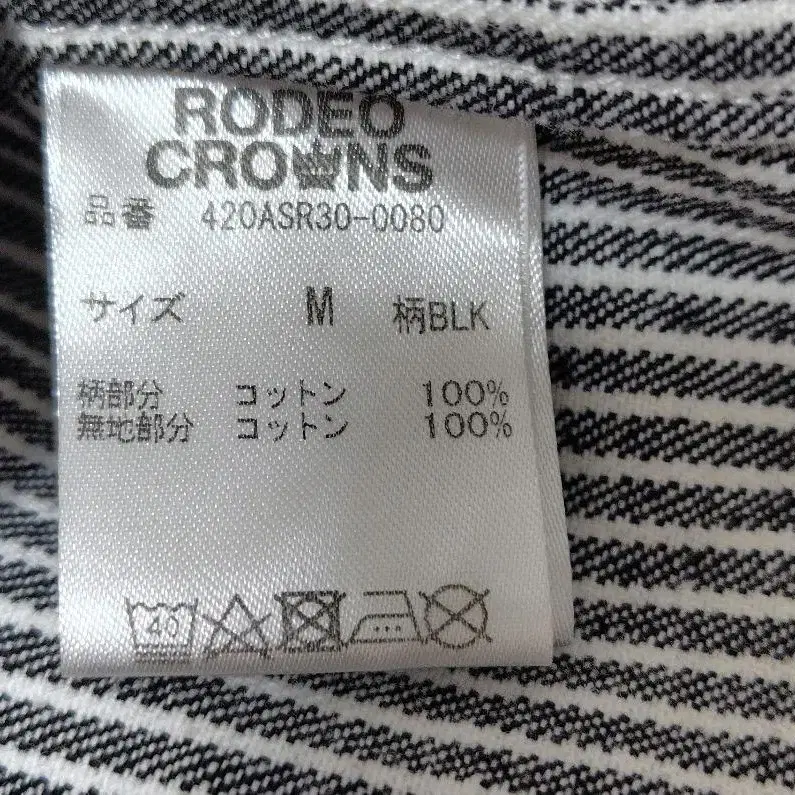 RODEO
CROWNS
品番 420ASR30-0080
サイズ M 柄BLK
柄部分 コットン 100%
無地部分 コットン 100%
40